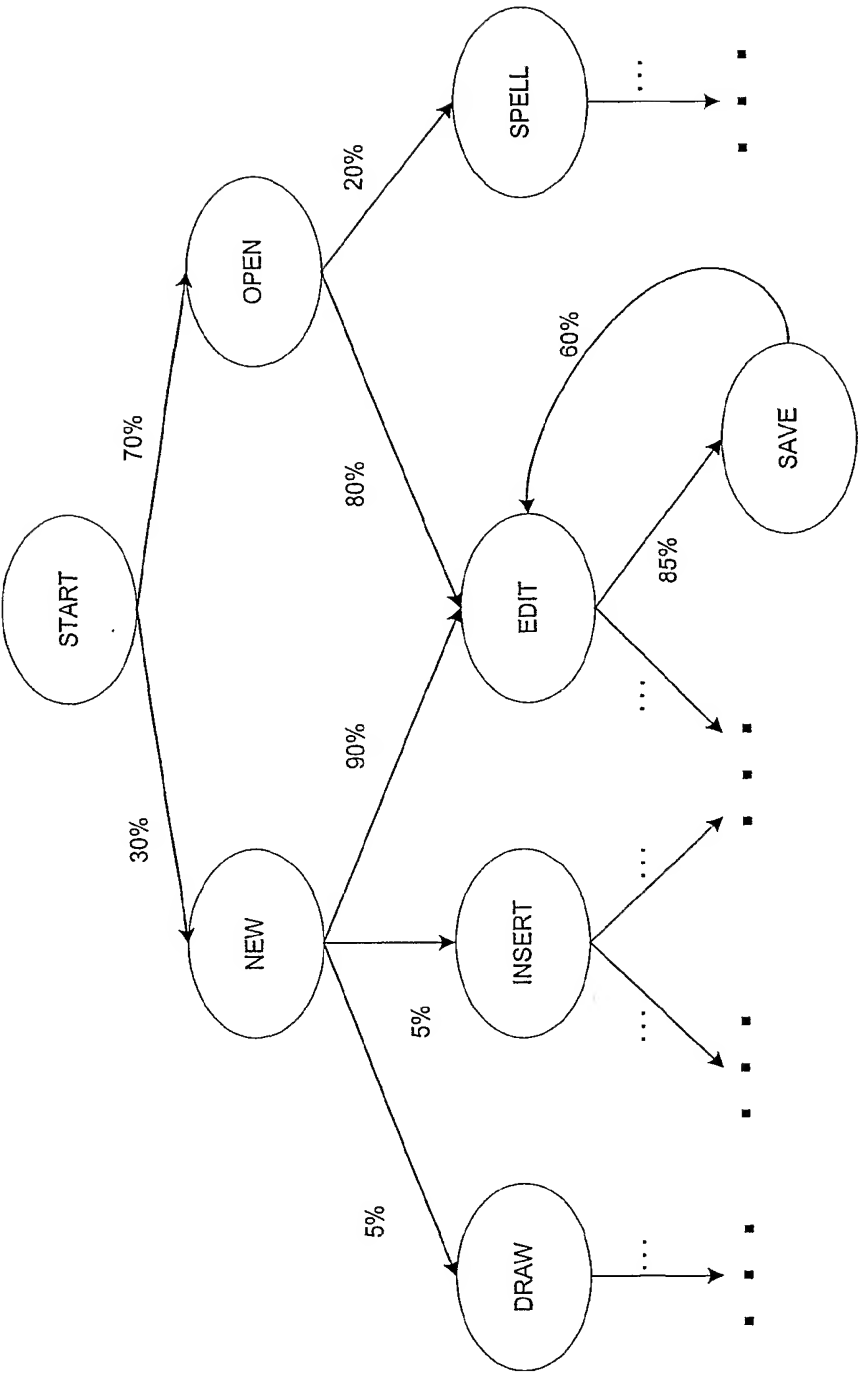 START
30%
70%
NEW
OPEN
5%
5%
90%
80%
20%
DRAW
INSERT
EDIT
SPELL
...
...
...
...
85%
60%
...
SAVE